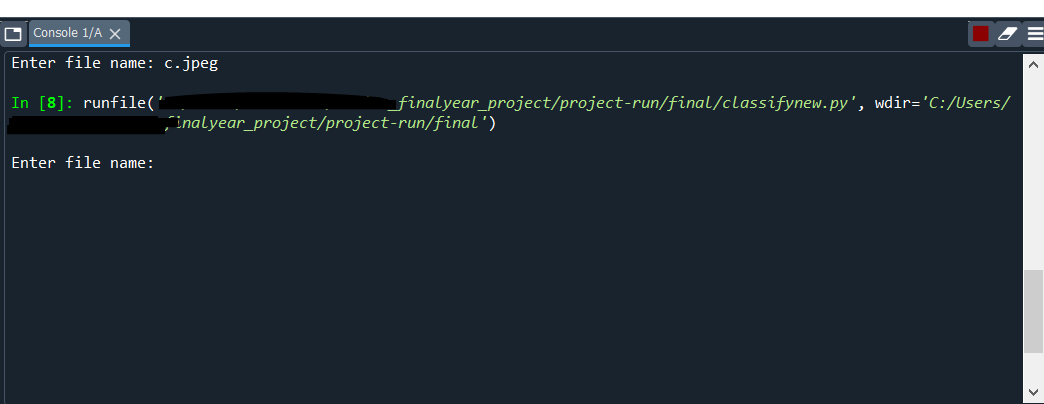 Console 1/A
Enter file name: c.jpeg
In [8]: runfile('_finalyear_project/project-run/final/classifynew.py', wdir='C:/Users/
finalyear_project/project-run/final')
Enter file name: